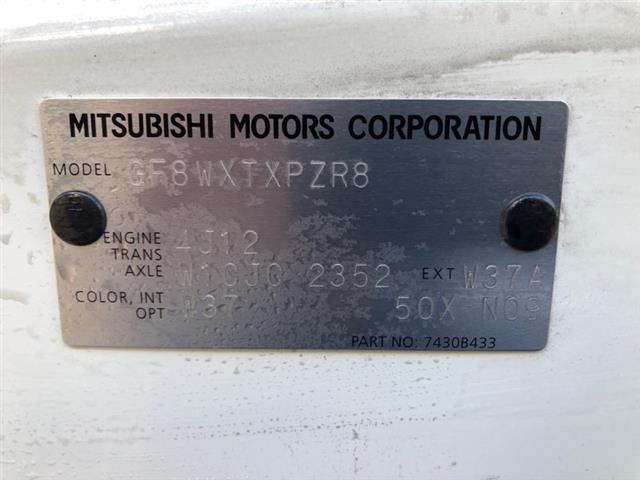 MITSUBISHI MOTORS CORPORATION
MODEL GF8WXTXPZR8
ENGINE 4J12
TRANS
AXLE W1CJC 2352 EXT W37A
COLOR, INT 37
OPT 50X N09
PART NO: 7430B433